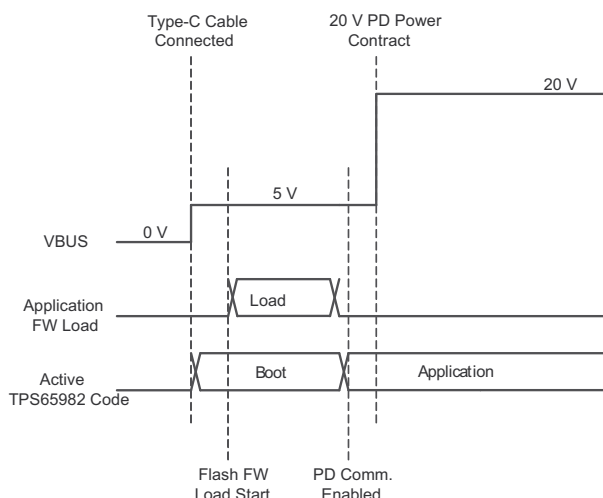 Type-C Cable
Connected
20 V PD Power
Contract
20 V
5 V
0 V
VBUS
Load
Application
FW Load
Boot
Application
Active
TPS65982 Code
Flash FW
Load Start
PD Comm.
Enabled